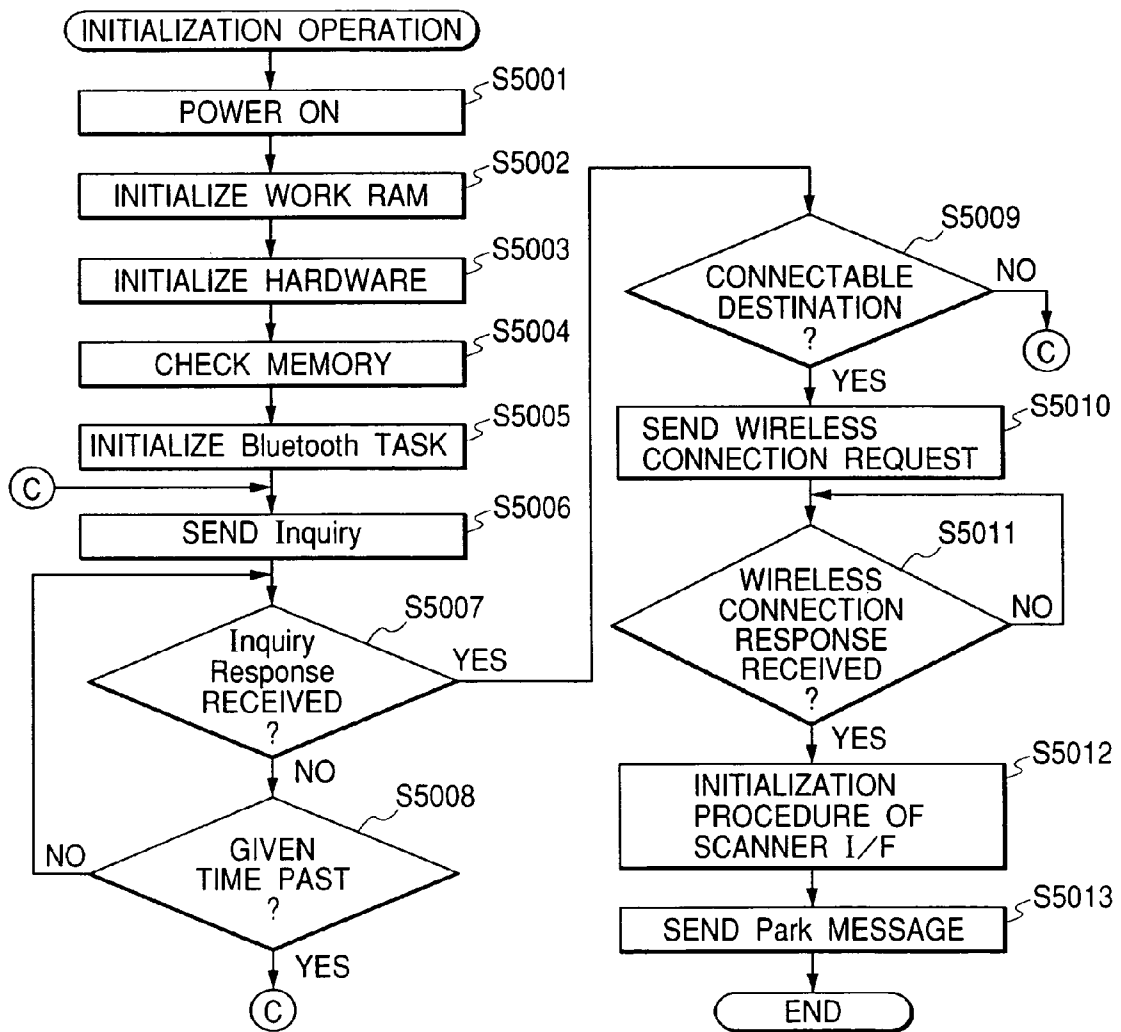 INITIALIZATION OPERATION
S5001
POWER ON
S5002
INITIALIZE WORK RAM
S5003
INITIALIZE HARDWARE
S5004
CHECK MEMORY
S5005
INITIALIZE Bluetooth TASK
C
S5006
SEND Inquiry
S5007
Inquiry
Response
RECEIVED
?
YES
NO
S5008
GIVEN
TIME PAST
?
NO
YES
C
S5009
CONNECTABLE
DESTINATION
?
NO
C
YES
S5010
SEND WIRELESS
CONNECTION REQUEST
S5011
WIRELESS
CONNECTION
RESPONSE
RECEIVED
?
NO
YES
S5012
INITIALIZATION
PROCEDURE OF
SCANNER I/F
S5013
SEND Park MESSAGE
END